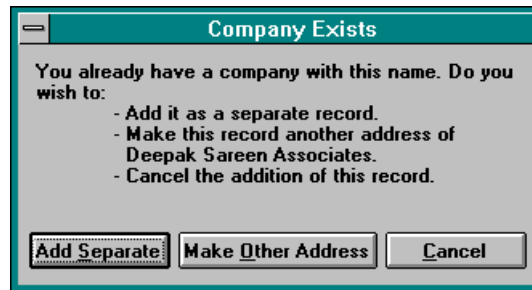 Company Exists
You already have a company with this name. Do you
wish to:
- Add it as a separate record.
- Make this record another address of
Deepak Sareen Associates.
- Cancel the addition of this record.
Add Separate Make Other Address Cancel